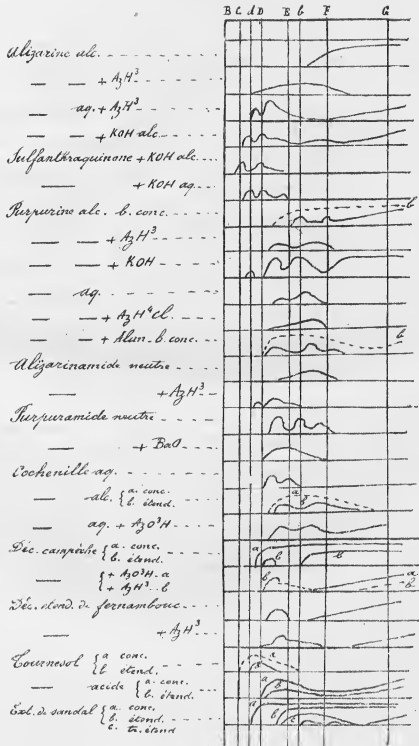 B C d D E b F G
Alizarine alc.
— — + AzH³
— aq. + AzH³
— — + KOH alc.
Sulfanthraquinone + KOH alc.
— + KOH aq.
Purpurine alc. b. conc.
b
— — + AzH³
— — + KOH
— aq.
— — + AzH⁴Cl.
— — + Alun b. conc.
b
Alizarinamide neutre
— + AzH³
Purpuramide neutre
— + BaO
Cochenille aq.
— alc. { a. conc.
b. étend.
a
b
— aq. + AzO³H
Déc. campêche { a. conc.
b. étend.
a b b
— { + AzO³H. a
+ AzH³. b
b a
b
Déc. étend. de fernambouc
— + AzH³
Tournesol { a conc.
b étend.
a
— acide { a. conc.
b. étend.
a
b
Ext. de sandal { a conc.
b. étend.
c. tr. étend
a b c